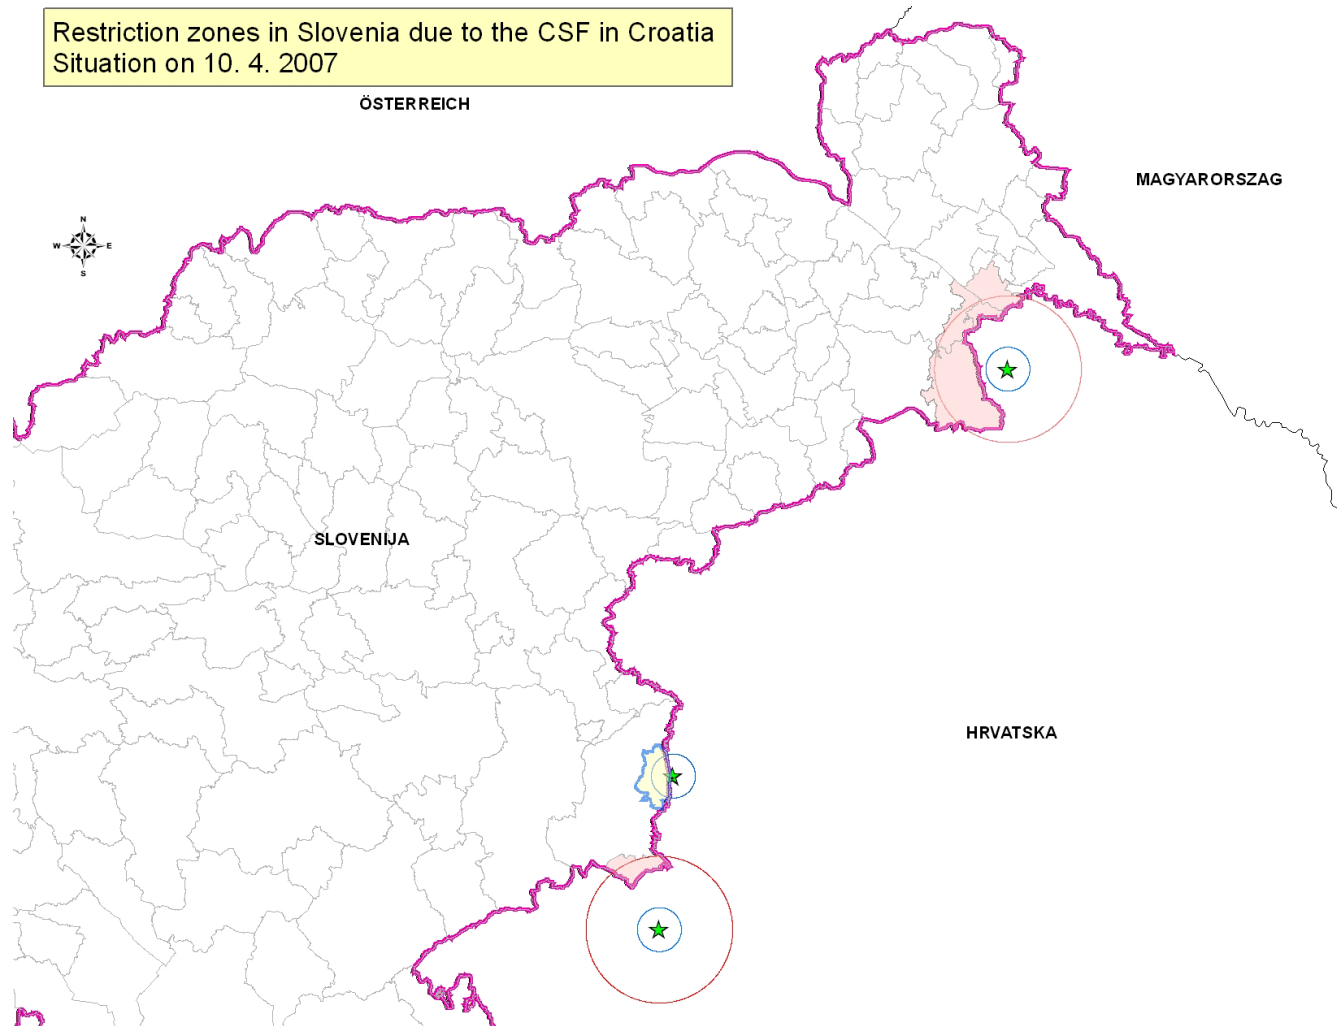 Restriction zones in Slovenia due to the CSF in Croatia
Situation on 10. 4. 2007
ÖSTERREICH
MAGYARORSZAG
N
W E
S
SLOVENIJA
HRVATSKA